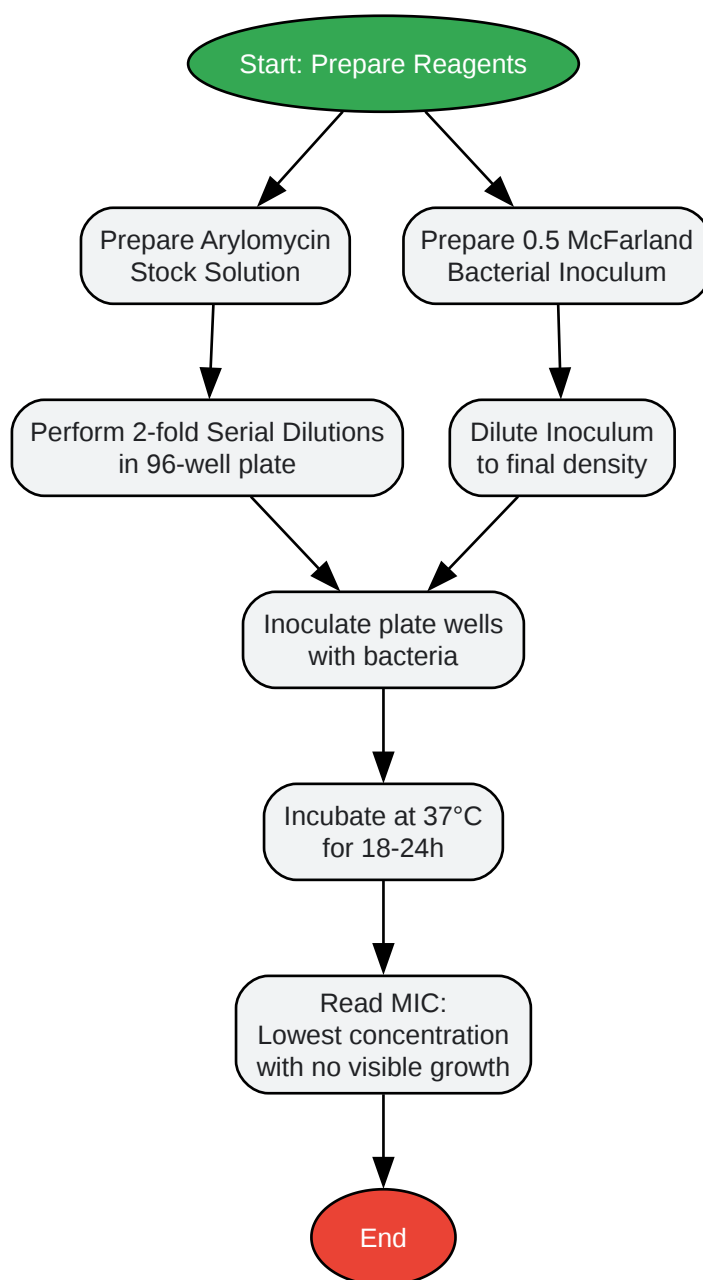 Start: Prepare Reagents
Prepare Arylomycin
Stock Solution
Prepare 0.5 McFarland
Bacterial Inoculum
Perform 2-fold Serial Dilutions
in 96-well plate
Dilute Inoculum
to final density
Inoculate plate wells
with bacteria
Incubate at 37°C
for 18-24h
Read MIC:
Lowest concentration
with no visible growth
End